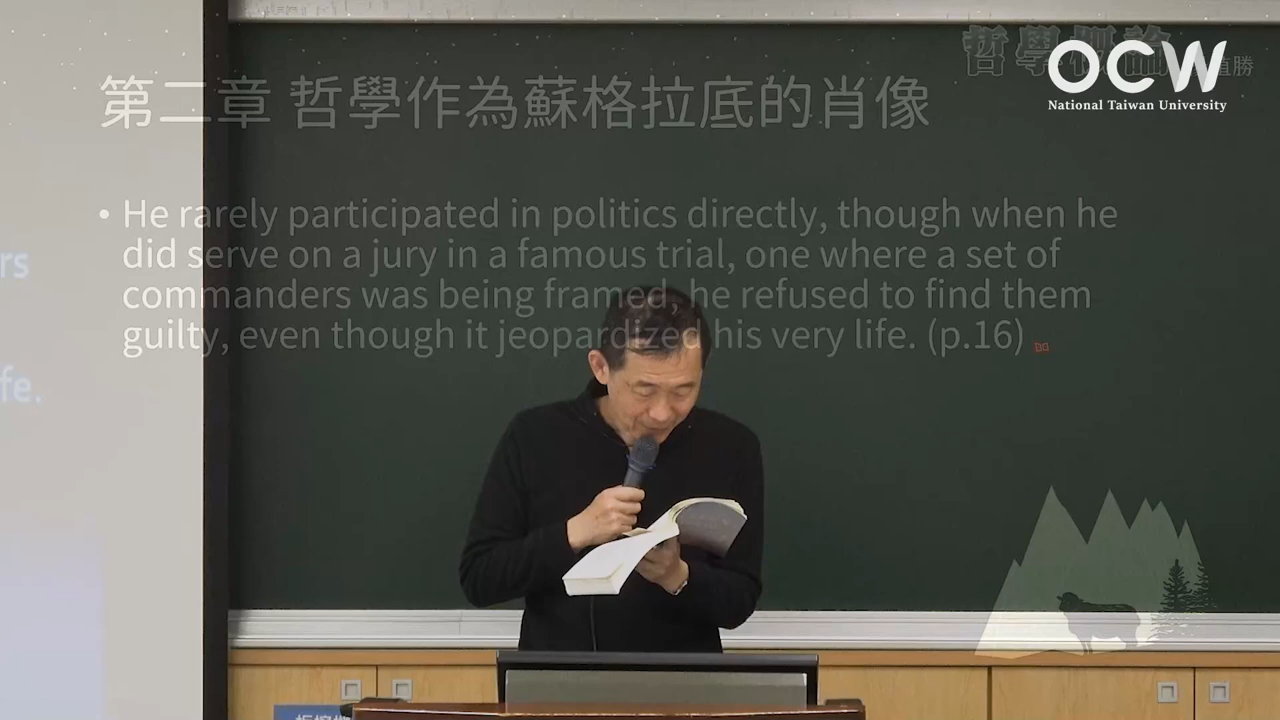 OCW
National Taiwan University
第二章 哲學作為蘇格拉底的肖像
• He rarely participated in politics directly, though when he
did serve on a jury in a famous trial, one where a set of
commanders was being framed, he refused to find them
guilty, even though it jeopardized his very life. (p.16)
rs
fe.